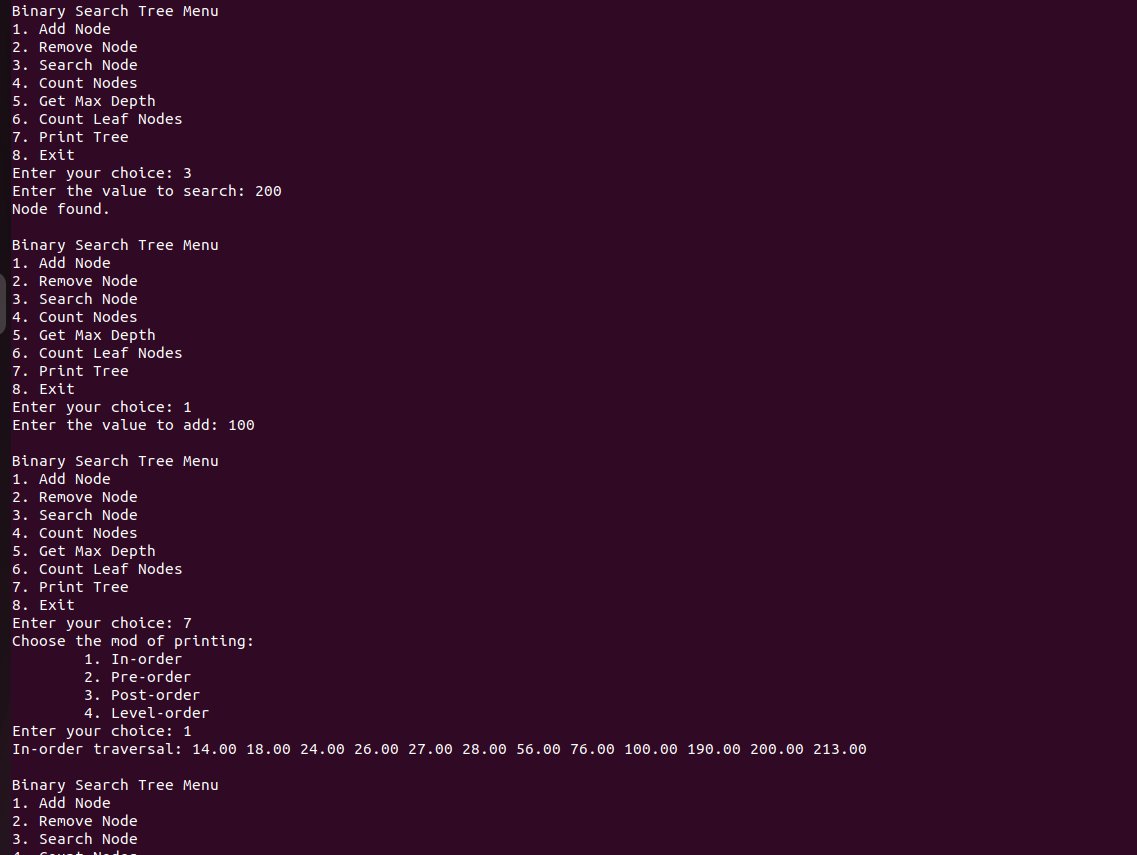 Binary Search Tree Menu
1. Add Node
2. Remove Node
3. Search Node
4. Count Nodes
5. Get Max Depth
6. Count Leaf Nodes
7. Print Tree
8. Exit
Enter your choice: 3
Enter the value to search: 200
Node found.

Binary Search Tree Menu
1. Add Node
2. Remove Node
3. Search Node
4. Count Nodes
5. Get Max Depth
6. Count Leaf Nodes
7. Print Tree
8. Exit
Enter your choice: 1
Enter the value to add: 100

Binary Search Tree Menu
1. Add Node
2. Remove Node
3. Search Node
4. Count Nodes
5. Get Max Depth
6. Count Leaf Nodes
7. Print Tree
8. Exit
Enter your choice: 7
Choose the mod of printing:
        1. In-order
        2. Pre-order
        3. Post-order
        4. Level-order
Enter your choice: 1
In-order traversal: 14.00 18.00 24.00 26.00 27.00 28.00 56.00 76.00 100.00 190.00 200.00 213.00

Binary Search Tree Menu
1. Add Node
2. Remove Node
3. Search Node
4. Count Nodes